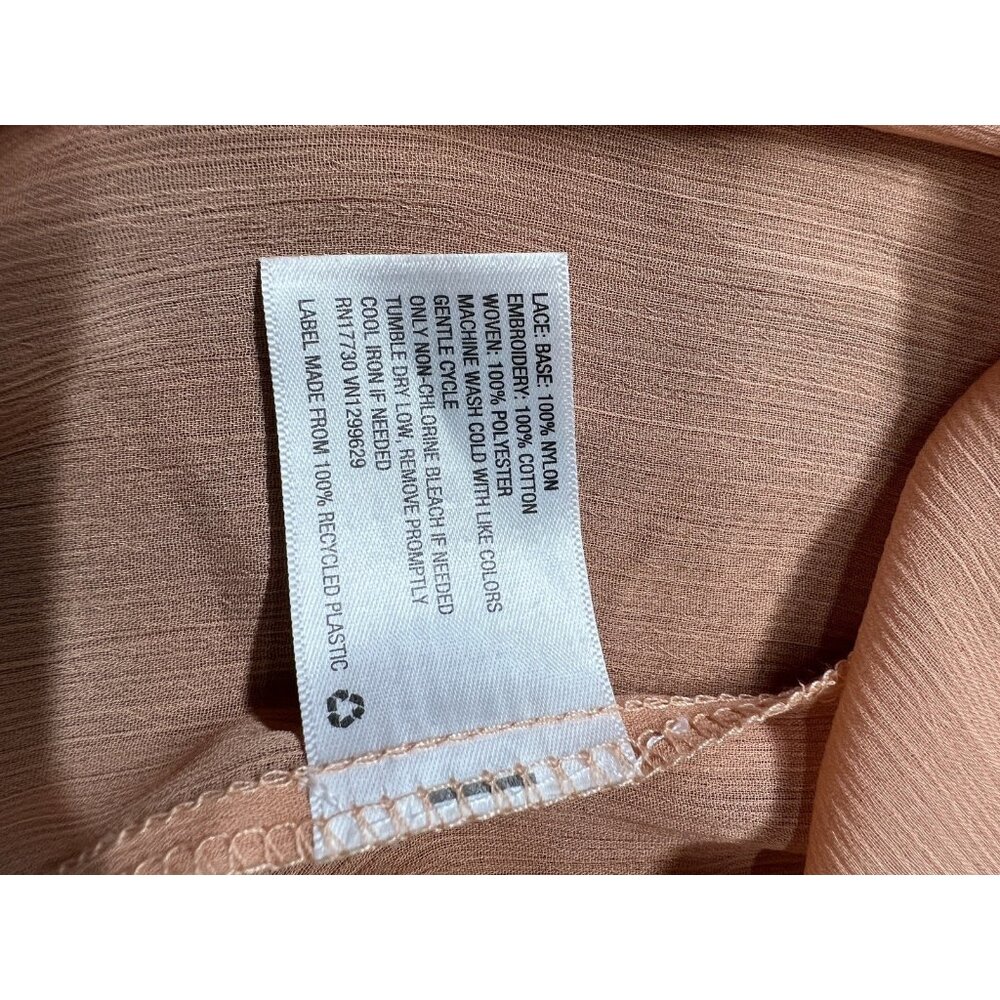 LACE: BASE: 100% NYLON
EMBROIDERY: 100% COTTON
WOVEN: 100% POLYESTER
MACHINE WASH COLD WITH LIKE COLORS
GENTLE CYCLE
ONLY NON-CHLORINE BLEACH IF NEEDED
TUMBLE DRY LOW, REMOVE PROMPTLY
COOL IRON IF NEEDED
RN17730 VN1299629
LABEL MADE FROM 100% RECYCLED PLASTIC